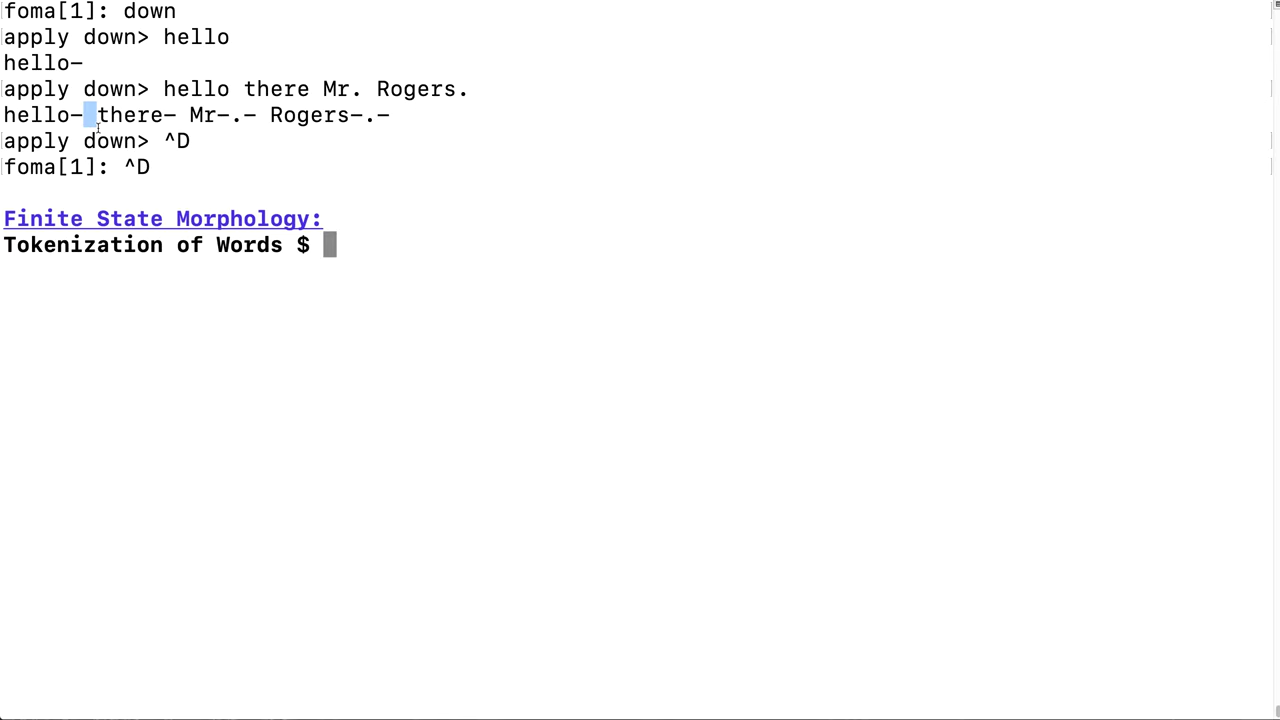 foma[1]: down
apply down> hello
hello-
apply down> hello there Mr. Rogers.
hello- there- Mr-.- Rogers-.-
apply down> ^D
foma[1]: ^D
Finite State Morphology:
Tokenization of Words $